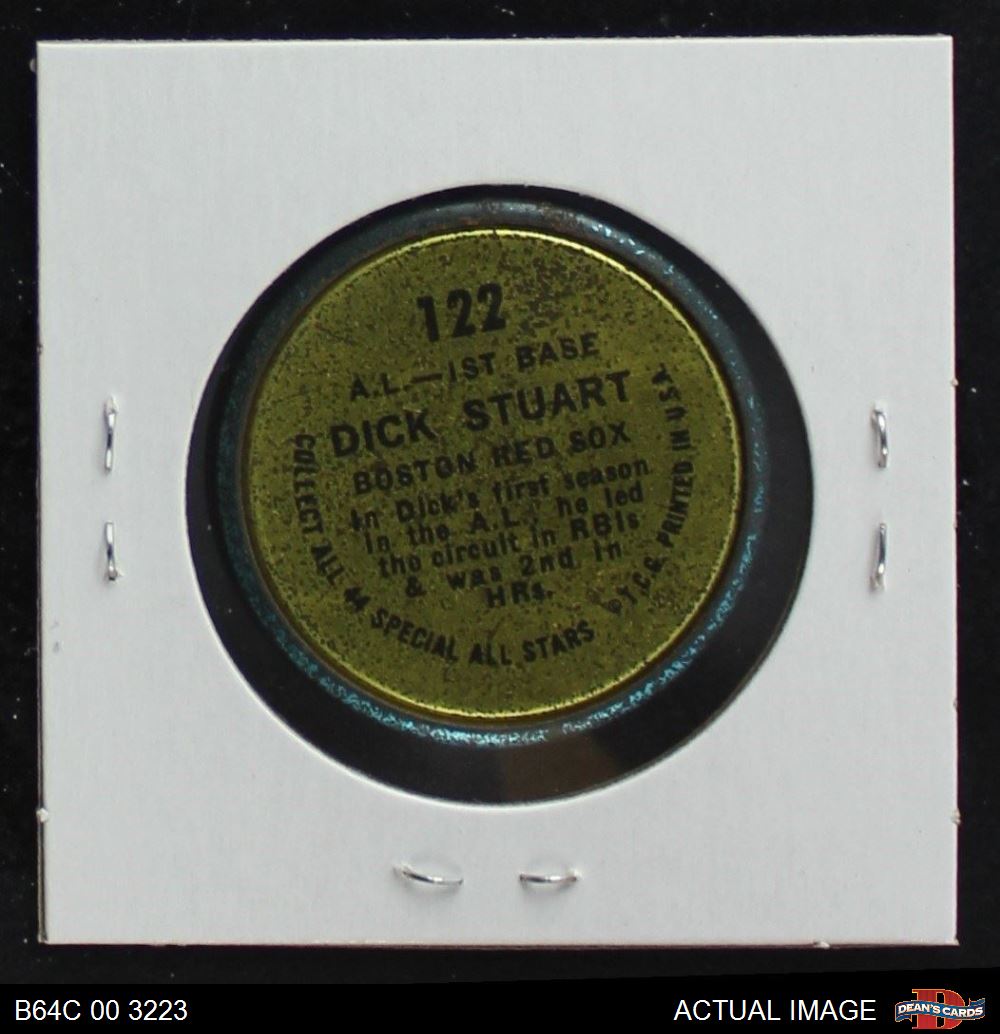 122
A.L.—1ST BASE
DICK STUART
BOSTON RED SOX
In Dick's first season
in the A.L., he led
the circuit in RBIs
& was 2nd in
HRs.
COLLECT ALL 44 SPECIAL ALL STARS
©T.C.G. PRINTED IN U.S.A.
B64C 00 3223
ACTUAL IMAGE
DEAN'S CARDS